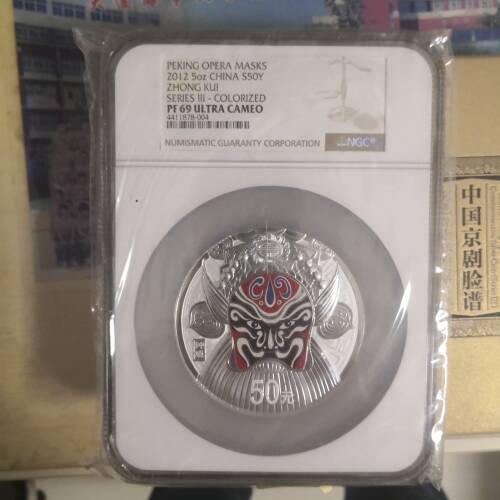 PEKING OPERA MASKS
2012 5oz CHINA S50Y
ZHONG KUI
SERIES III - COLORIZED
PF 69 ULTRA CAMEO
4411878-004
NUMISMATIC GUARANTY CORPORATION
NGC
50元
中国京剧脸谱